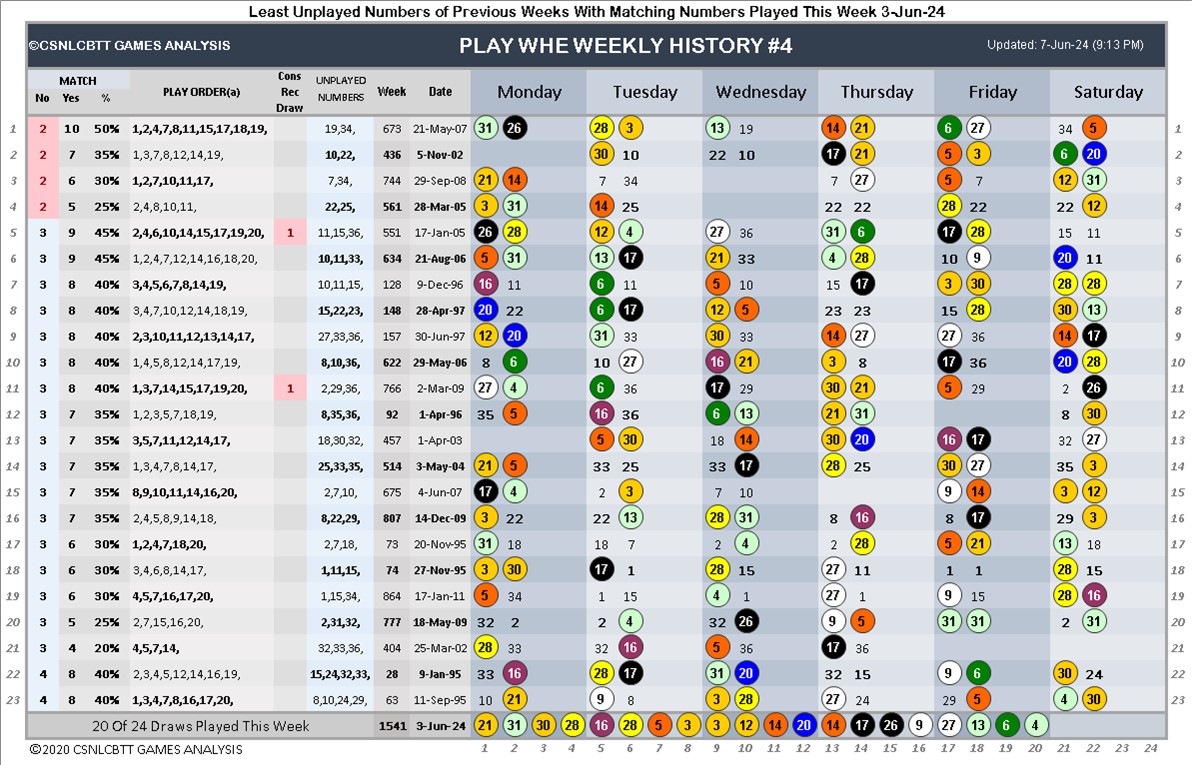 Least Unplayed Numbers of Previous Weeks With Matching Numbers Played This Week 3-Jun-24
©CSNLCBTT GAMES ANALYSIS PLAY WHE WEEKLY HISTORY #4 Updated: 7-Jun-24 (9:13 PM)
MATCH Cons
No Yes % PLAY ORDER(a) Rec UNPLAYED NUMBERS Week Date Monday Tuesday Wednesday Thursday Friday Saturday
Draw
1 2 10 50% 1,2,4,7,8,11,15,17,18,19, 19,34, 673 21-May-07 31 26 28 3 13 19 14 21 6 27 34 5 1
2 2 7 35% 1,3,7,8,12,14,19, 10,22, 436 5-Nov-02 30 10 22 10 17 21 5 3 6 20 2
3 2 6 30% 1,2,7,10,11,17, 7,34, 744 29-Sep-08 21 14 7 34 7 27 5 7 12 31 3
4 2 5 25% 2,4,8,10,11, 22,25, 561 28-Mar-05 3 31 14 25 22 22 28 22 22 12 4
5 3 9 45% 2,4,6,10,14,15,17,19,20, 1 11,15,36, 551 17-Jan-05 26 28 12 4 27 36 31 6 17 28 15 11 5
6 3 9 45% 1,2,4,7,12,14,16,18,20, 10,11,33, 634 21-Aug-06 5 31 13 17 21 33 4 28 10 9 20 11 6
7 3 8 40% 3,4,5,6,7,8,14,19, 10,11,15, 128 9-Dec-96 16 11 6 11 5 10 15 17 3 30 28 28 7
8 3 8 40% 3,4,7,10,12,14,18,19, 15,22,23, 148 28-Apr-97 20 22 6 17 12 5 23 23 15 28 30 13 8
9 3 8 40% 2,3,10,11,12,13,14,17, 27,33,36, 157 30-Jun-97 12 20 31 33 30 33 14 27 27 36 14 17 9
10 3 8 40% 1,4,5,8,12,14,17,19, 8,10,36, 622 29-May-06 8 6 10 27 16 21 3 8 17 36 20 28 10
11 3 8 40% 1,3,7,14,15,17,19,20, 1 2,29,36, 766 2-Mar-09 27 4 6 36 17 29 30 21 5 29 2 26 11
12 3 7 35% 1,2,3,5,7,18,19, 8,35,36, 92 1-Apr-96 35 5 16 36 6 13 21 31 8 30 12
13 3 7 35% 3,5,7,11,12,14,17, 18,30,32, 457 1-Apr-03 5 30 18 14 30 20 16 17 32 27 13
14 3 7 35% 1,3,4,7,8,14,17, 25,33,35, 514 3-May-04 21 5 33 25 33 17 28 25 30 27 35 3 14
15 3 7 35% 8,9,10,11,14,16,20, 2,7,10, 675 4-Jun-07 17 4 2 3 7 10 9 14 3 12 15
16 3 7 35% 2,4,5,8,9,14,18, 8,22,29, 807 14-Dec-09 3 22 22 13 28 31 8 16 8 17 29 3 16
17 3 6 30% 1,2,4,7,18,20, 2,7,18, 73 20-Nov-95 31 18 18 7 2 4 2 28 5 21 13 18 17
18 3 6 30% 3,4,6,8,14,17, 1,11,15, 74 27-Nov-95 3 30 17 1 28 15 27 11 1 1 28 15 18
19 3 6 30% 4,5,7,16,17,20, 1,15,34, 864 17-Jan-11 5 34 1 15 4 1 27 1 9 15 28 16 19
20 3 5 25% 2,7,15,16,20, 2,31,32, 777 18-May-09 32 2 2 4 32 26 9 5 31 31 2 31 20
21 3 4 20% 4,5,7,14, 32,33,36, 404 25-Mar-02 28 33 32 16 5 36 17 36 21
22 4 8 40% 2,3,4,5,12,14,16,19, 15,24,32,33, 28 9-Jan-95 33 16 28 17 31 20 32 15 9 6 30 24 22
23 4 8 40% 1,3,4,7,8,16,17,20, 8,10,24,29, 63 11-Sep-95 10 21 9 8 3 28 27 24 29 5 4 30 23
20 Of 24 Draws Played This Week 1541 3-Jun-24 21 31 30 28 16 28 5 3 3 12 14 20 14 17 26 9 27 13 6 4
©2020 CSNLCBTT GAMES ANALYSIS 1 2 3 4 5 6 7 8 9 10 11 12 13 14 15 16 17 18 19 20 21 22 23 24